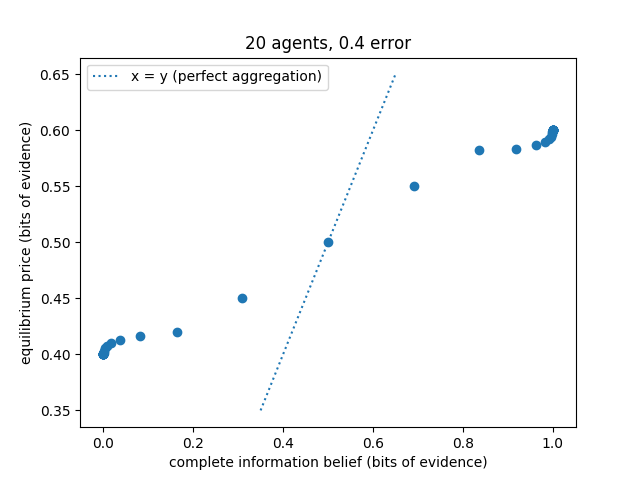 20 agents, 0.4 error
x = y (perfect aggregation)
equilibrium price (bits of evidence)
0.65
0.60
0.55
0.50
0.45
0.40
0.35
0.0 0.2 0.4 0.6 0.8 1.0
complete information belief (bits of evidence)